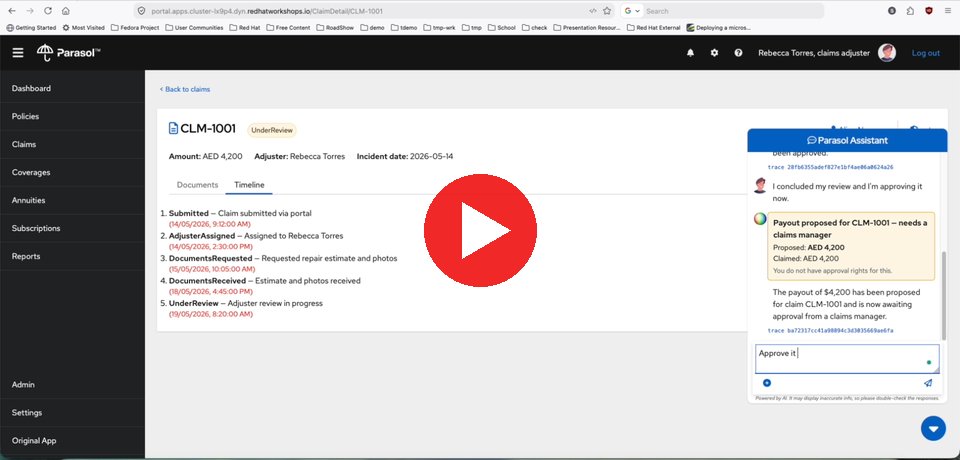 portal.apps.cluster-lx9p4.dyn.redhatworkshops.io/ClaimDetail/CLM-1001
Search
Getting Started Most Visited Fedora Project User Communities Red Hat Free Content RoadShow demo tdemo tmp-wrk tmp School check Presentation Resour... Red Hat External Deploying a micros...
Parasol™
Rebecca Torres, claims adjuster
Log out
Dashboard
Policies
Claims
Coverages
Annuities
Subscriptions
Reports
Admin
Settings
Original App
< Back to claims
CLM-1001 UnderReview
Amount: AED 4,200 Adjuster: Rebecca Torres Incident date: 2026-05-14
Documents Timeline
1. Submitted — Claim submitted via portal
(14/05/2026, 9:12:00 AM)
2. AdjusterAssigned — Assigned to Rebecca Torres
(14/05/2026, 2:30:00 PM)
3. DocumentsRequested — Requested repair estimate and photos
(15/05/2026, 10:05:00 AM)
4. DocumentsReceived — Estimate and photos received
(18/05/2026, 4:45:00 PM)
5. UnderReview — Adjuster review in progress
(19/05/2026, 8:20:00 AM)
Parasol Assistant
been approved.
I concluded my review and I'm approving it
now.
Payout proposed for CLM-1001 — needs a
claims manager
Proposed: AED 4,200
Claimed: AED 4,200
You do not have approval rights for this.
The payout of $4,200 has been proposed
for claim CLM-1001 and is now awaiting
approval from a claims manager.
Approve it
Powered by AI. It may display inaccurate info, so please double-check the responses.